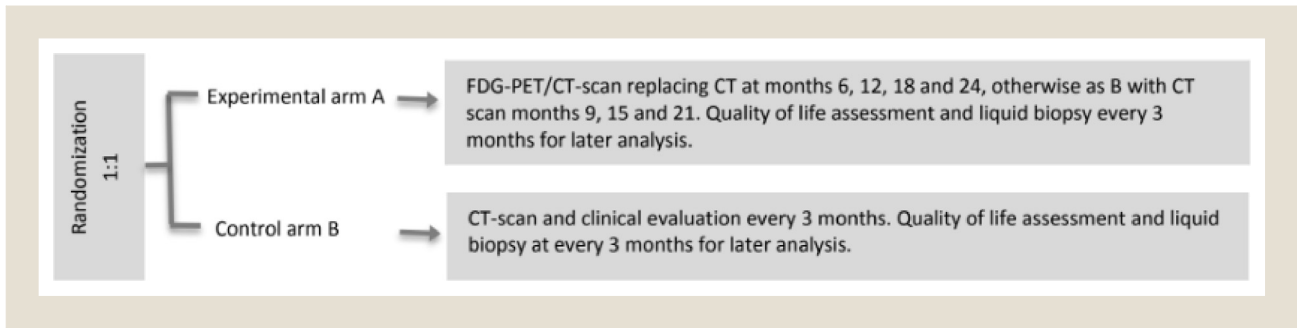 Randomization
1:1
Experimental arm A
FDG-PET/CT-scan replacing CT at months 6, 12, 18 and 24, otherwise as B with CT
scan months 9, 15 and 21. Quality of life assessment and liquid biopsy every 3
months for later analysis.
Control arm B
CT-scan and clinical evaluation every 3 months. Quality of life assessment and liquid
biopsy at every 3 months for later analysis.